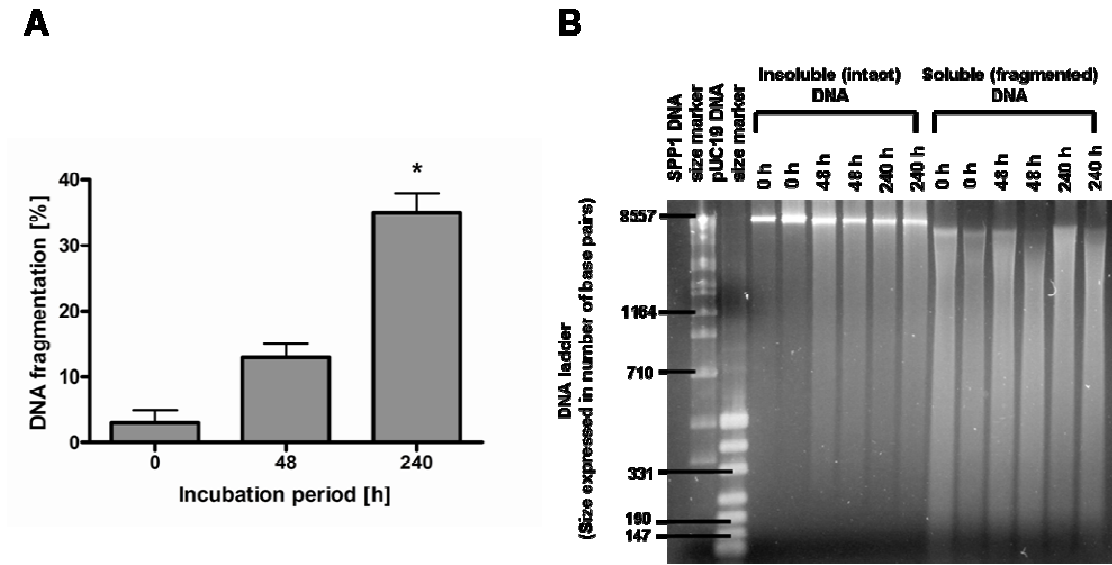 A
DNA fragmentation [%]
40
30
20
10
0
*
0 48 240
Incubation period [h]
B
Insoluble (intact)
DNA
Soluble (fragmented)
DNA
SPP1 DNA
size marker
pUC19 DNA
size marker
0 h
0 h
48 h
48 h
240 h
240 h
0 h
0 h
48 h
48 h
240 h
240 h
DNA ladder
(Size expressed in number of base pairs)
8557
1164
710
331
190
147